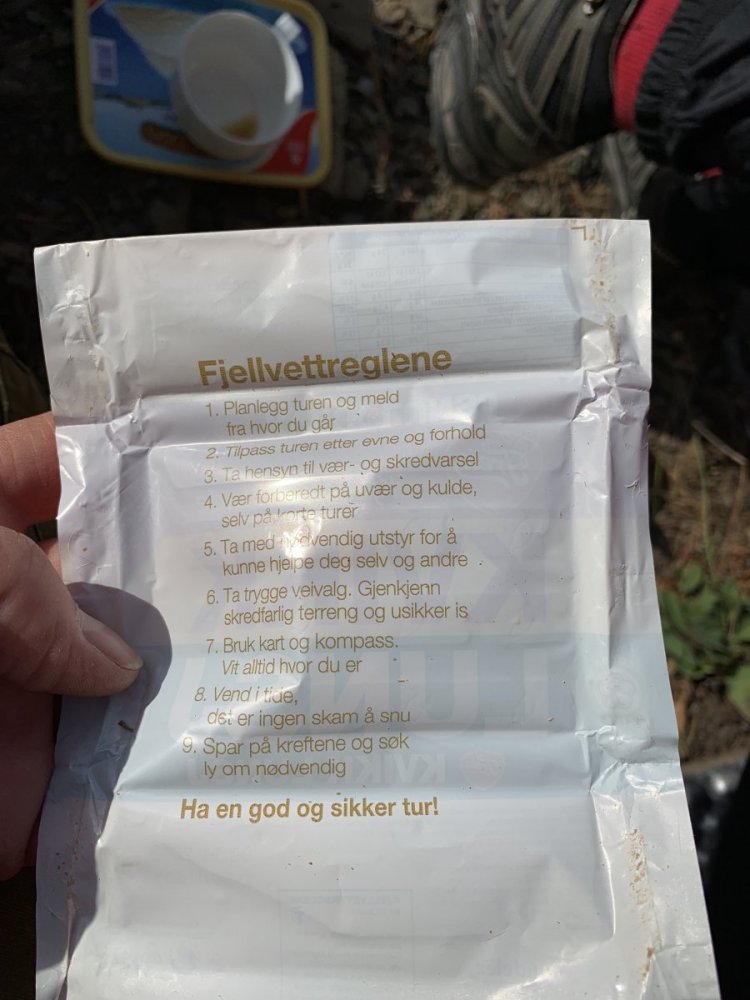 Fjellvettreglene
1. Planlegg turen og meld
fra hvor du går
2. Tilpass turen etter evne og forhold
3. Ta hensyn til vær- og skredvarsel
4. Vær forberedt på uvær og kulde,
selv på korte turer
5. Ta med nødvendig utstyr for å
kunne hjelpe deg selv og andre
6. Ta trygge veivalg. Gjenkjenn
skredfarlig terreng og usikker is
7. Bruk kart og kompass.
Vit alltid hvor du er
8. Vend i tide,
det er ingen skam å snu
9. Spar på kreftene og søk
ly om nødvendig
Ha en god og sikker tur!